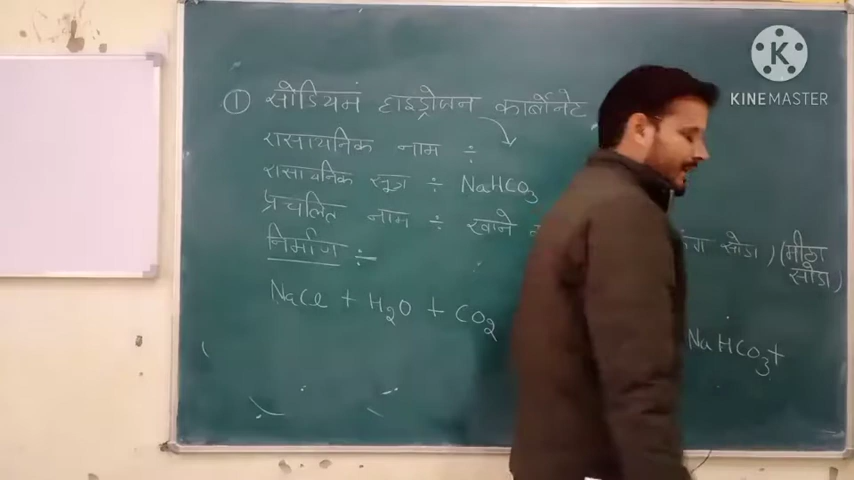 ① सोडियम हाइड्रोजन कार्बोनेट
रासायनिक नाम ÷
रासायनिक सूत्र ÷ NaHCO3
प्रचलित नाम ÷ खाने सोडा) (मीठा सोडा)
निर्माण ÷
NaCl + H2O + CO2 NaHCO3 +
K
KINEMASTER